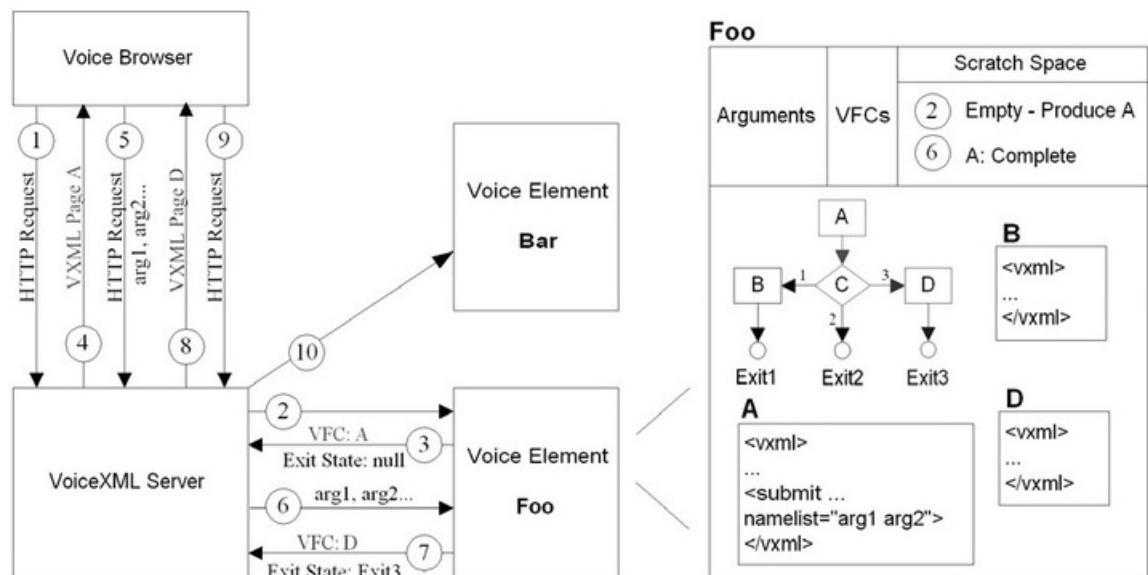 Voice Browser
1
5
9
HTTP Request
VXML Page A
HTTP Request
arg1, arg2...
VXML Page D
HTTP Request
4
8
10
Voice Element
Bar
VoiceXML Server
2
VFC: A
3
Exit State: null
6
arg1, arg2...
VFC: D
7
Exit State: Exit3
Voice Element
Foo
Foo
Arguments
VFCs
Scratch Space
2 Empty - Produce A
6 A: Complete
A
B
1
C
3
D
2
Exit1
Exit2
Exit3
B
<vxml>
...
</vxml>
A
<vxml>
...
<submit ...
namelist="arg1 arg2">
</vxml>
D
<vxml>
...
</vxml>